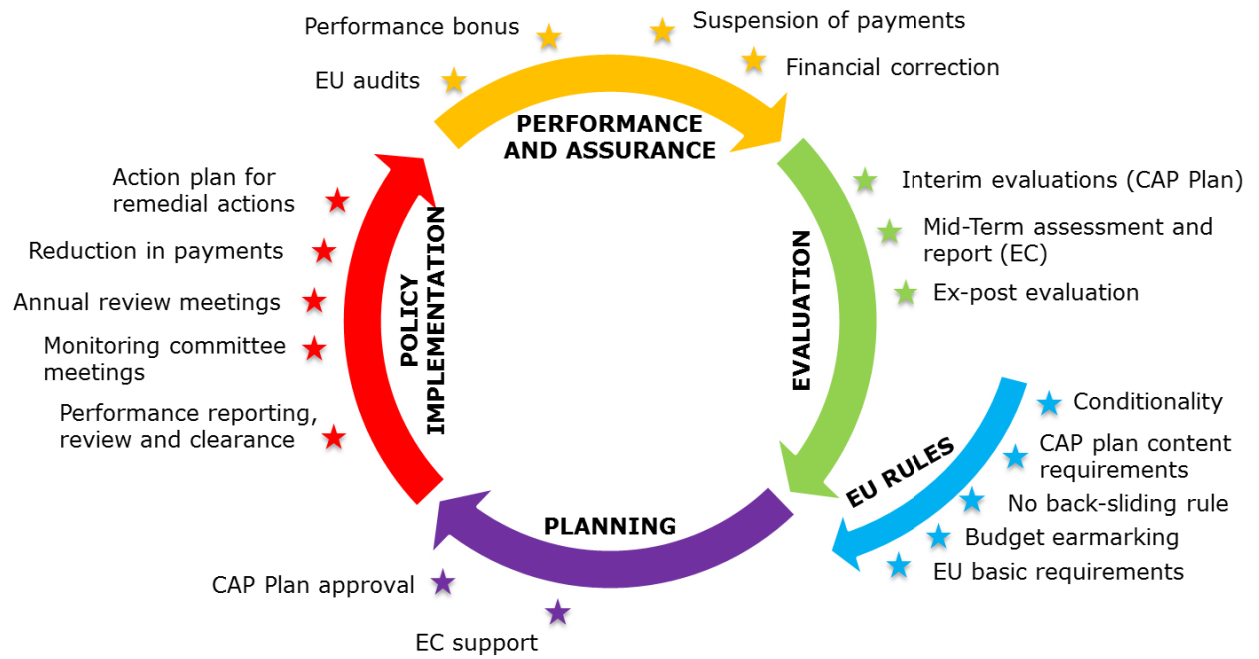 Performance bonus
Suspension of payments
EU audits
Financial correction
PERFORMANCE
AND ASSURANCE
Action plan for
remedial actions
Reduction in payments
Annual review meetings
Monitoring committee
meetings
Performance reporting,
review and clearance
POLICY
IMPLEMENTATION
Interim evaluations (CAP Plan)
Mid-Term assessment and
report (EC)
Ex-post evaluation
EVALUATION
EU RULES
Conditionality
CAP plan content
requirements
No back-sliding rule
Budget earmarking
EU basic requirements
PLANNING
CAP Plan approval
EC support